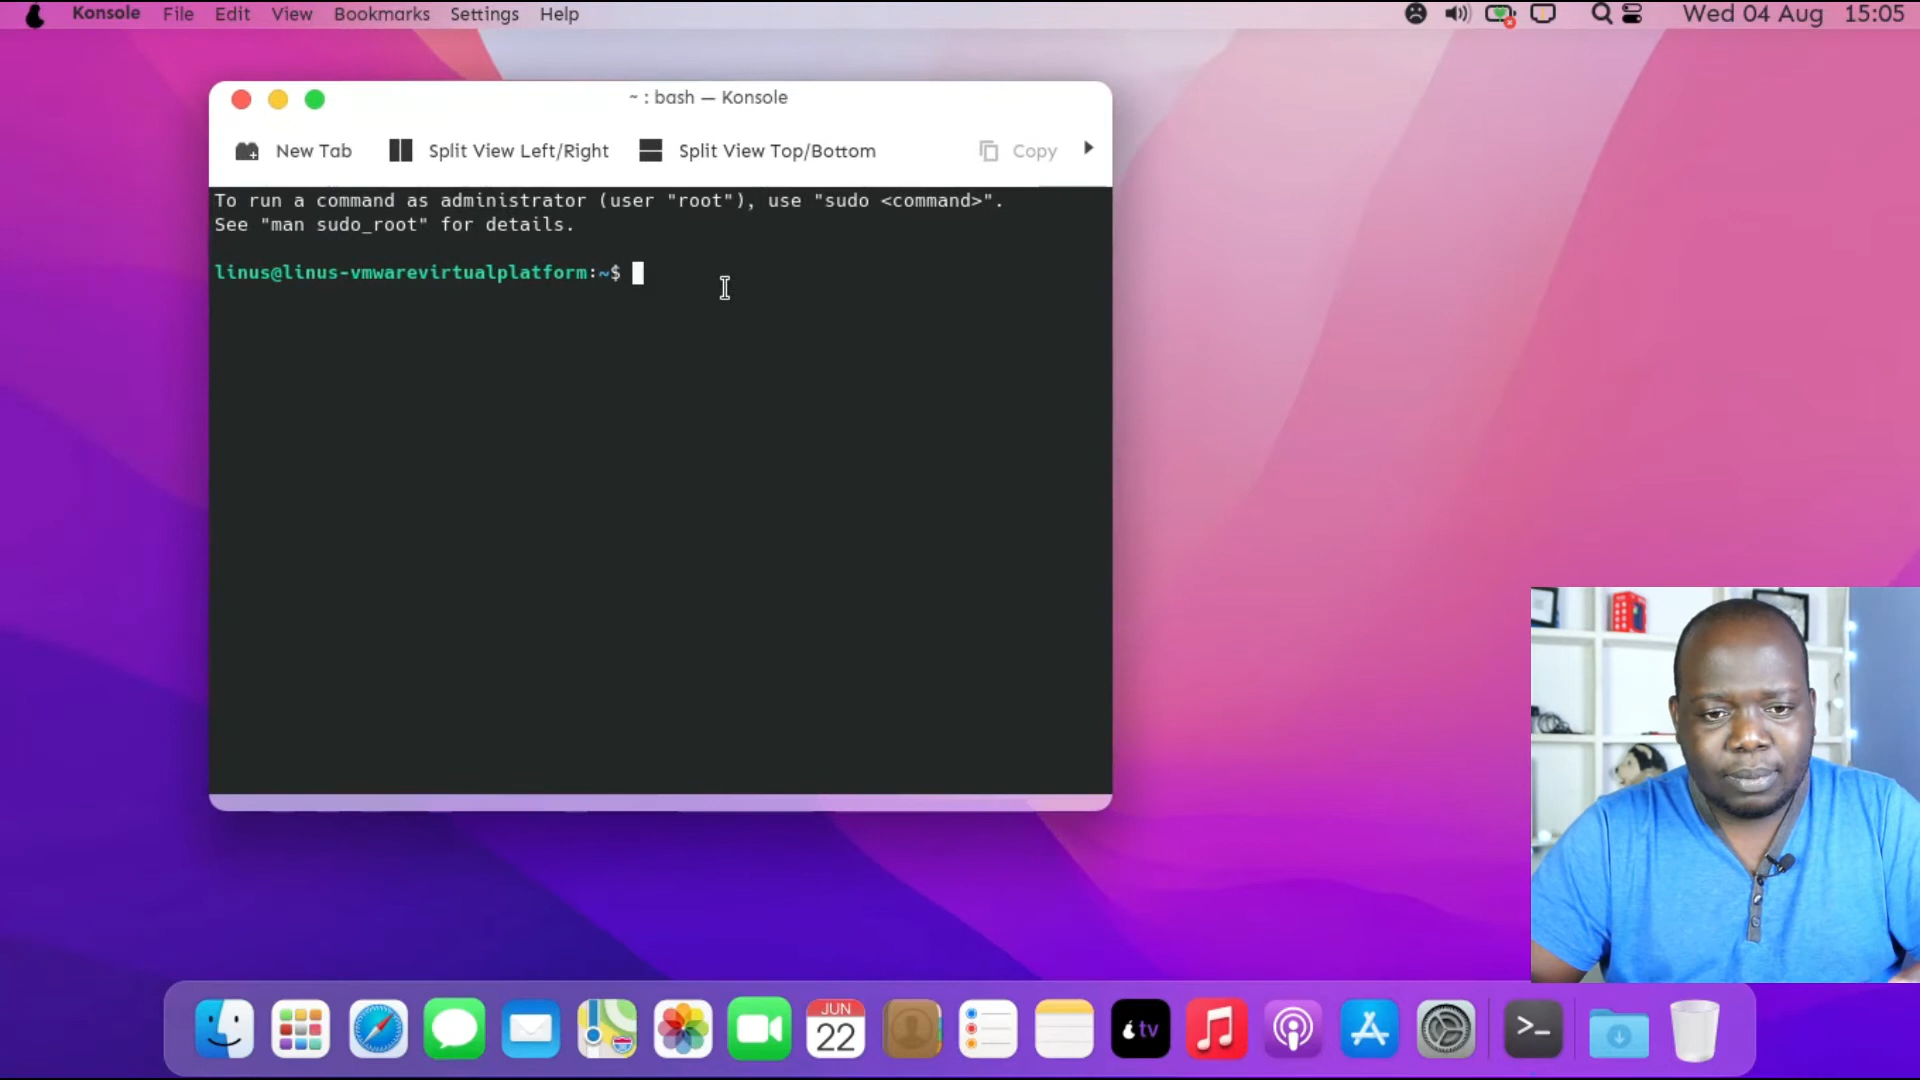 Konsole File Edit View Bookmarks Settings Help Wed 04 Aug 15:05
~ : bash — Konsole
New Tab Split View Left/Right Split View Top/Bottom Copy
To run a command as administrator (user "root"), use "sudo <command>".
See "man sudo_root" for details.
linus@linus-vmwarevirtualplatform:~$
JUN
22
tv
>_